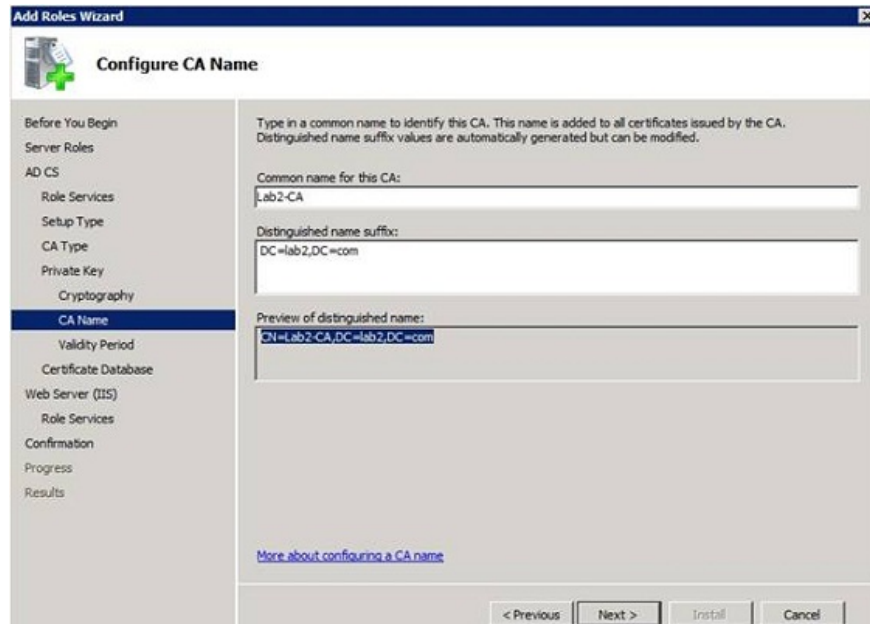 Add Roles Wizard
Configure CA Name
Before You Begin
Server Roles
AD CS
Role Services
Setup Type
CA Type
Private Key
Cryptography
CA Name
Validity Period
Certificate Database
Web Server (IIS)
Role Services
Confirmation
Progress
Results
Type in a common name to identify this CA. This name is added to all certificates issued by the CA.
Distinguished name suffix values are automatically generated but can be modified.
Common name for this CA:
Lab2-CA
Distinguished name suffix:
DC=lab2,DC=com
Preview of distinguished name:
CN=Lab2-CA,DC=lab2,DC=com
More about configuring a CA name
< Previous
Next >
Install
Cancel